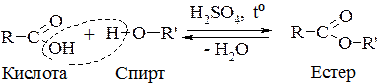 R–C(=O)OH + H–O–R' ⇌ R–C(=O)O–R'
H₂SO₄, t⁰
- H₂O
Кислота Спирт Естер